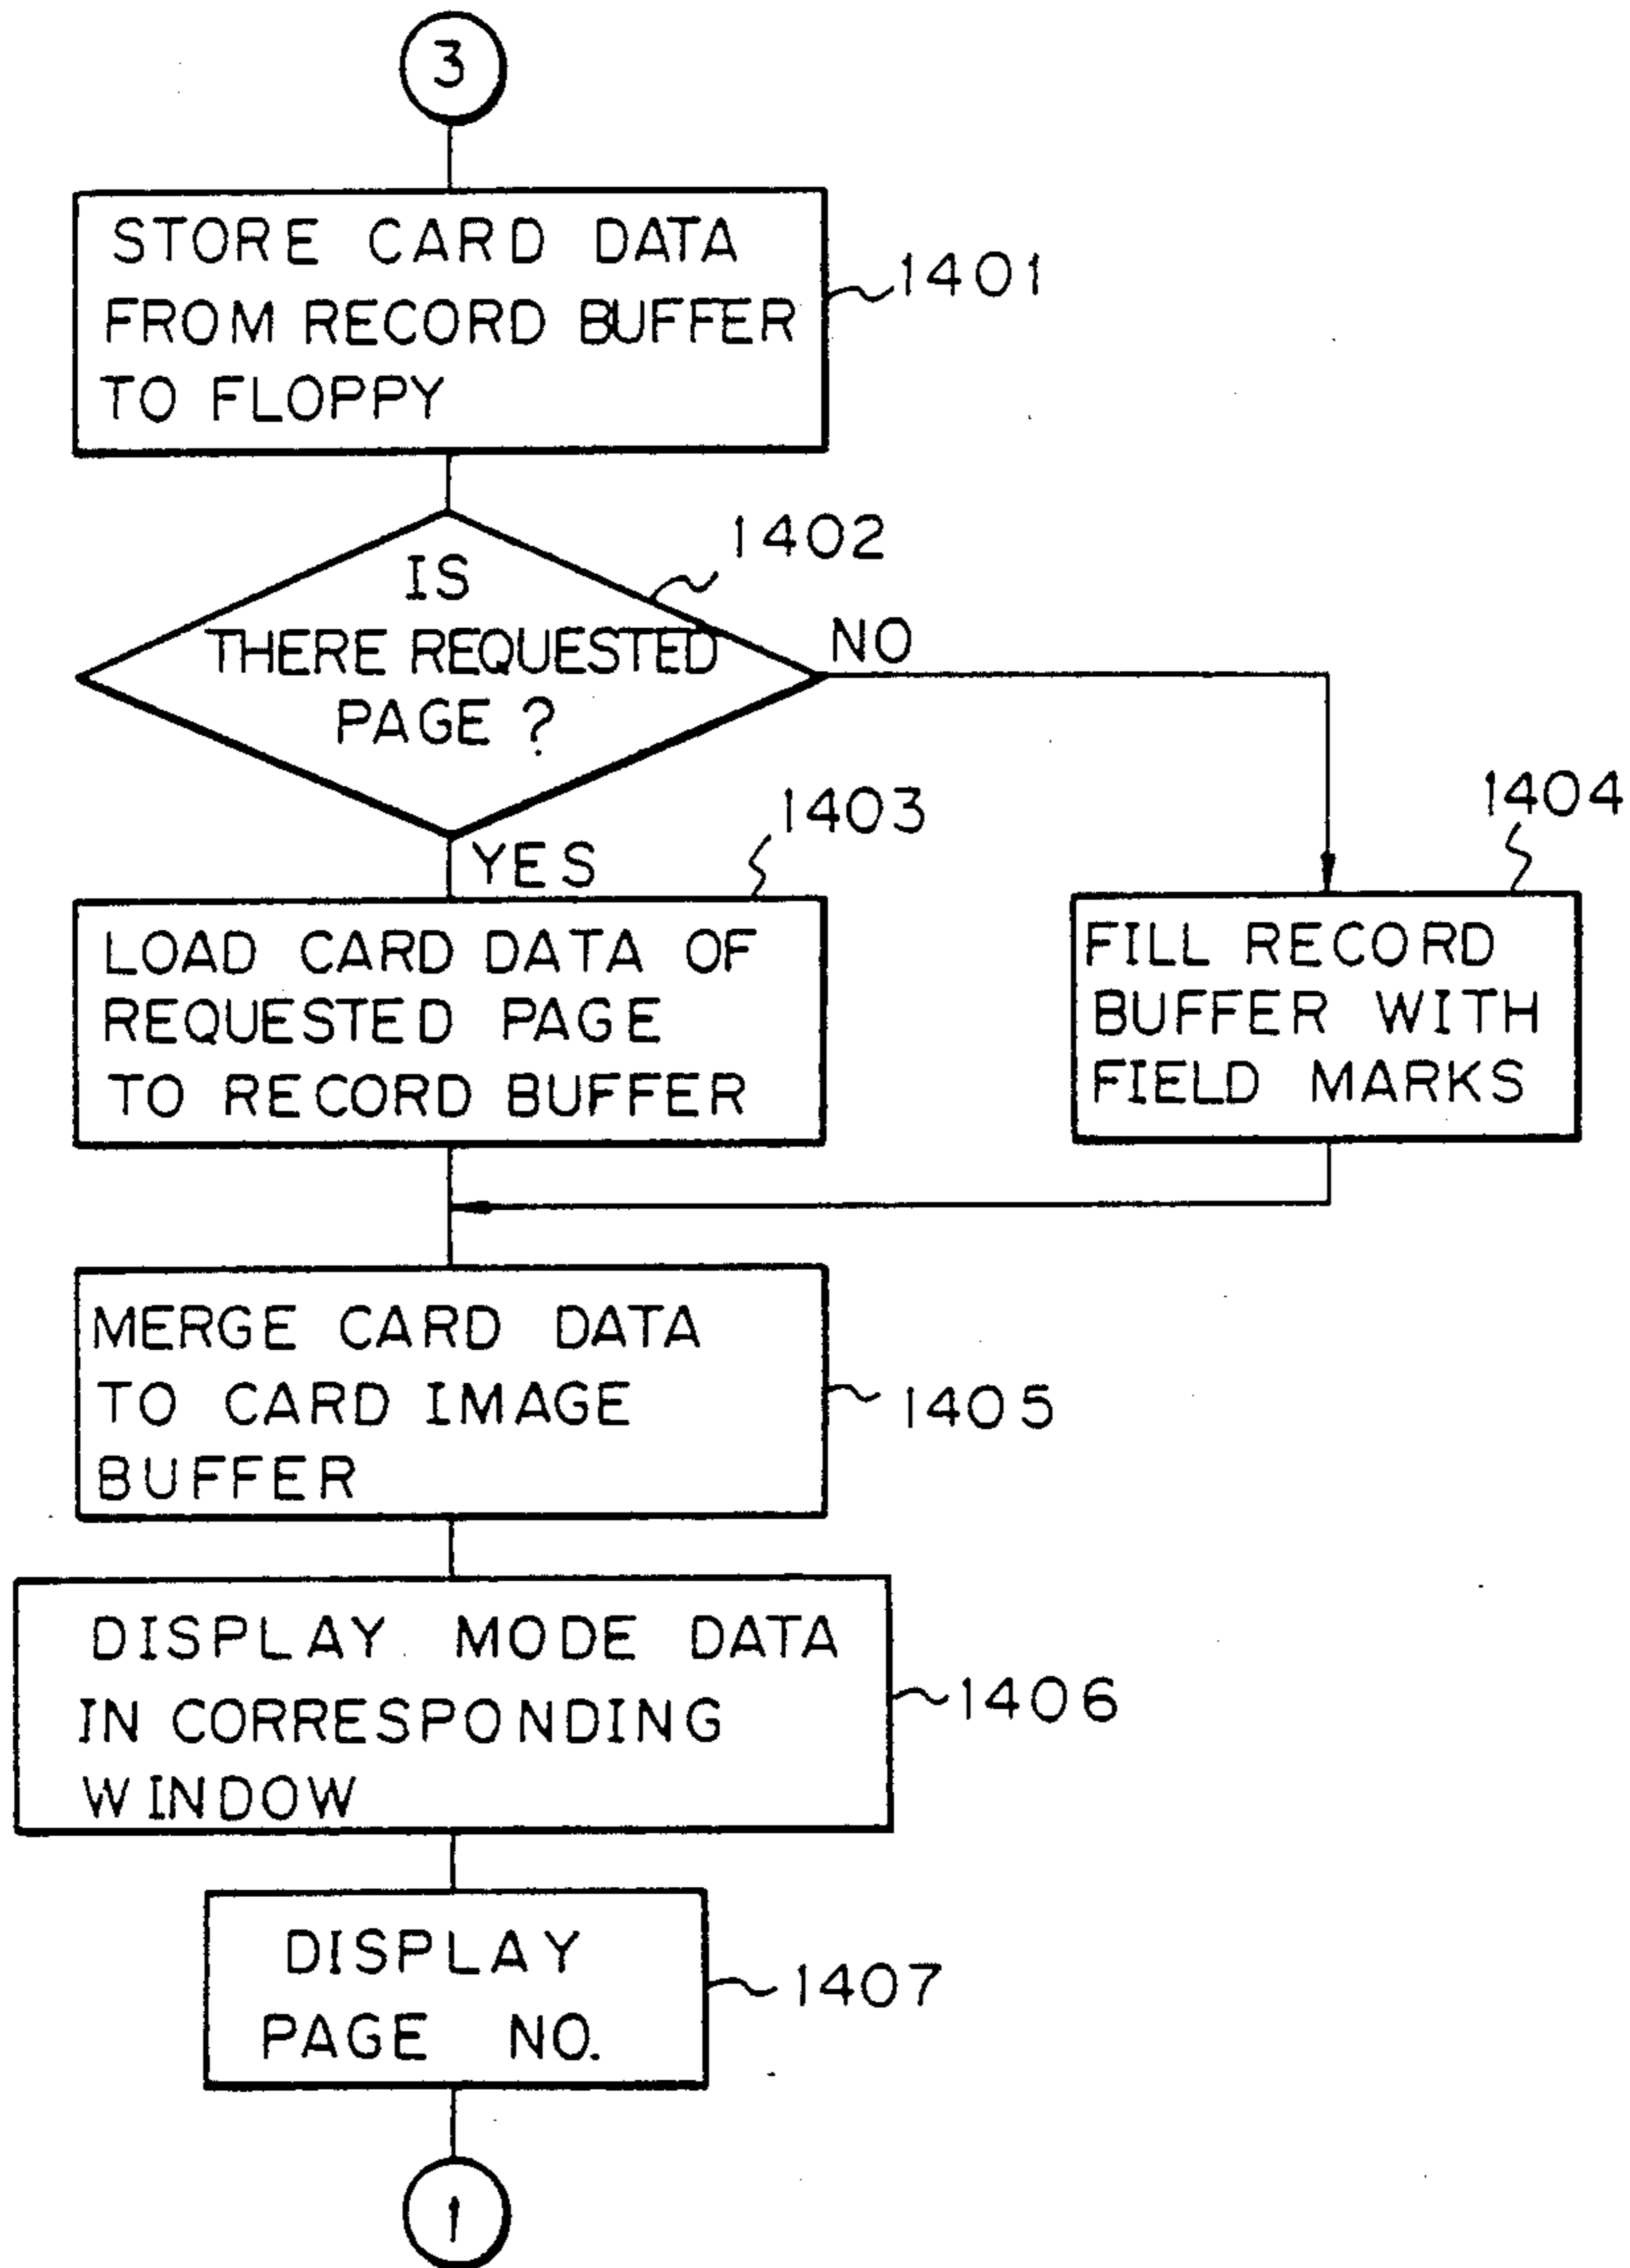 3
STORE CARD DATA
FROM RECORD BUFFER
TO FLOPPY
1401
1402
IS
THERE REQUESTED
PAGE ?
NO
YES
1403
LOAD CARD DATA OF
REQUESTED PAGE
TO RECORD BUFFER
1404
FILL RECORD
BUFFER WITH
FIELD MARKS
MERGE CARD DATA
TO CARD IMAGE
BUFFER
1405
DISPLAY MODE DATA
IN CORRESPONDING
WINDOW
1406
DISPLAY
PAGE NO.
1407
1